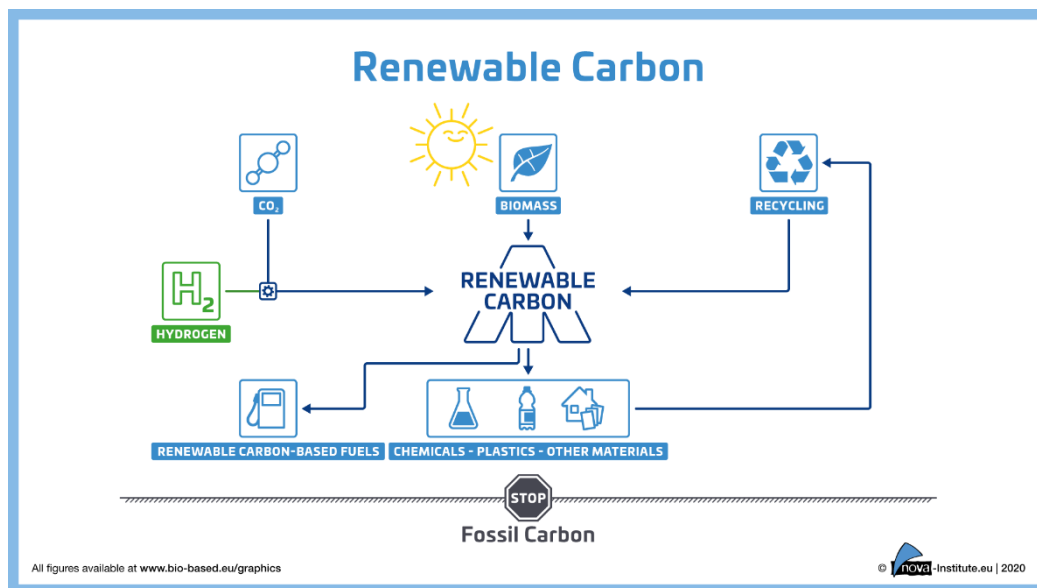 Renewable Carbon
CO₂
BIOMASS
RECYCLING
RENEWABLE
CARBON
H₂
HYDROGEN
RENEWABLE CARBON-BASED FUELS
CHEMICALS - PLASTICS - OTHER MATERIALS
STOP
Fossil Carbon
All figures available at www.bio-based.eu/graphics
© nova-Institute.eu | 2020